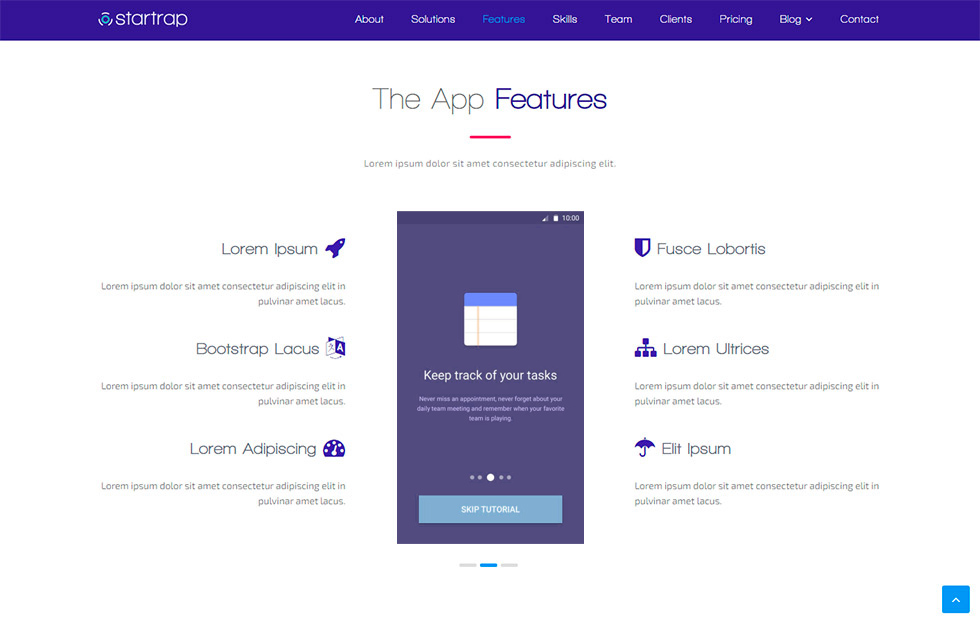 startrap About Solutions Features Skills Team Clients Pricing Blog Contact
The App Features
Lorem ipsum dolor sit amet consectetur adipiscing elit.
Lorem Ipsum
Lorem ipsum dolor sit amet consectetur adipiscing elit in
pulvinar amet lacus.
Bootstrap Lacus
Lorem ipsum dolor sit amet consectetur adipiscing elit in
pulvinar amet lacus.
Lorem Adipiscing
Lorem ipsum dolor sit amet consectetur adipiscing elit in
pulvinar amet lacus.
10:00
Keep track of your tasks
Never miss an appointment, never forget about your
daily team meeting and remember when your favorite
team is playing.
SKIP TUTORIAL
Fusce Lobortis
Lorem ipsum dolor sit amet consectetur adipiscing elit in
pulvinar amet lacus.
Lorem Ultrices
Lorem ipsum dolor sit amet consectetur adipiscing elit in
pulvinar amet lacus.
Elit Ipsum
Lorem ipsum dolor sit amet consectetur adipiscing elit in
pulvinar amet lacus.